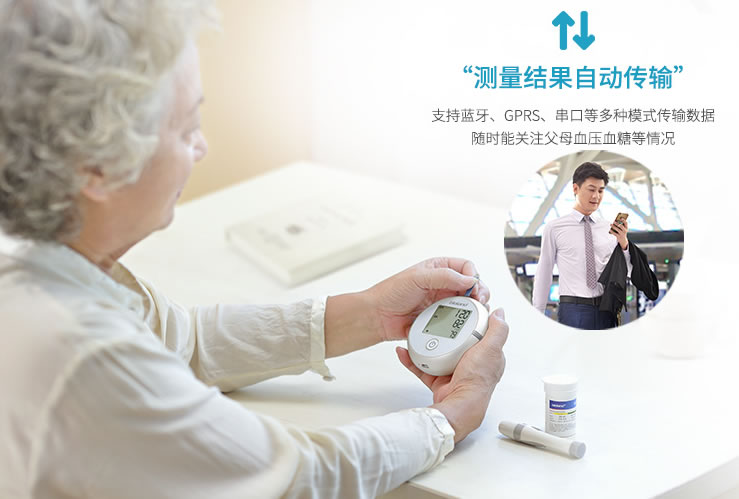 “测量结果自动传输”
支持蓝牙、GPRS、串口等多种模式传输数据
随时能关注父母血压血糖等情况